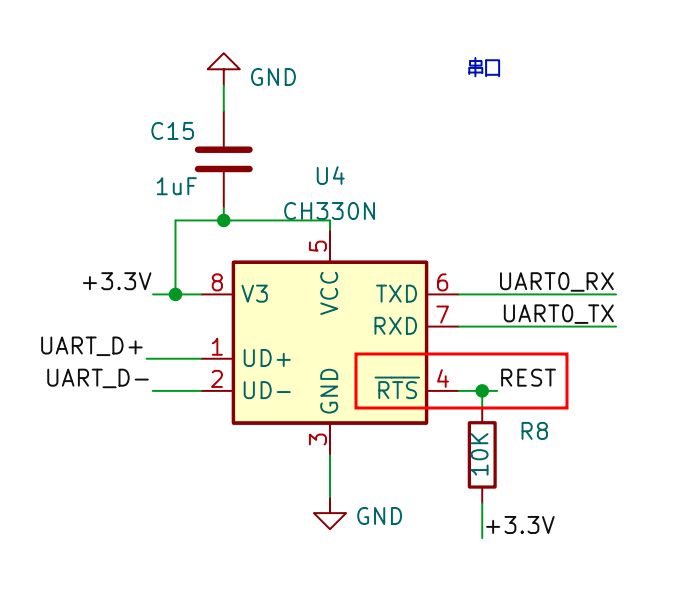 串口
GND
C15
1uF
U4
CH330N
5
+3.3V
8
V3
VCC
TXD
6
UART0_RX
RXD
7
UART0_TX
UART_D+
1
UD+
UART_D-
2
UD-
GND
RTS
4
REST
3
R8
10K
GND
+3.3V